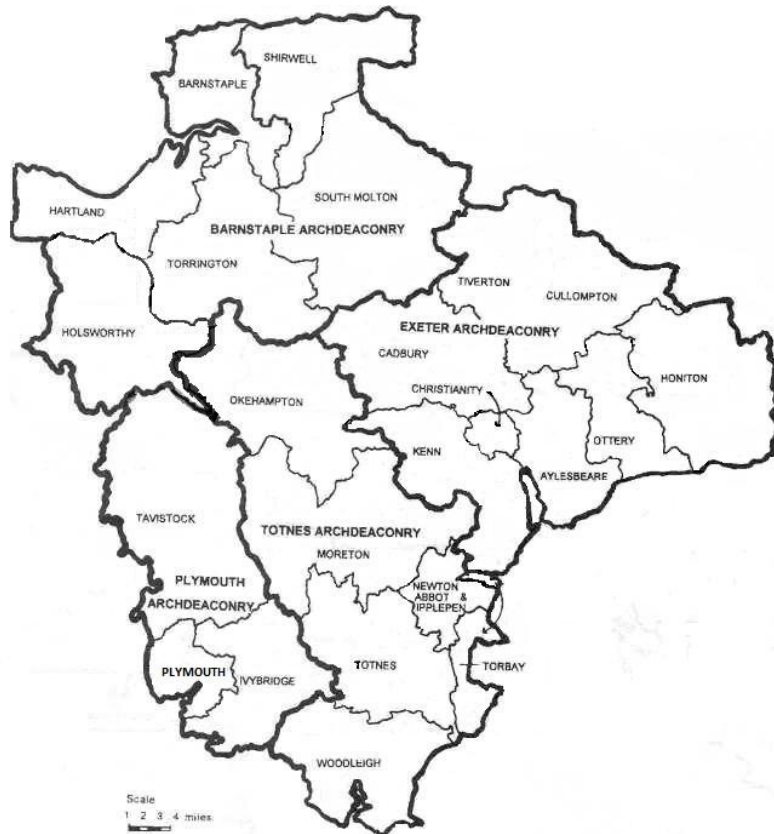 SHIRWELL
BARNSTAPLE
SOUTH MOLTON
HARTLAND
BARNSTAPLE ARCHDEACONRY
TORRINGTON
TIVERTON
CULLOMPTON
HOLSWORTHY
EXETER ARCHDEACONRY
CADBURY
HONITON
CHRISTIANITY
OKEHAMPTON
OTTERY
KENN
AYLESBEARE
TAVISTOCK
TOTNES ARCHDEACONRY
MORETON
PLYMOUTH
ARCHDEACONRY
NEWTON
ABBOT &
IPPLEPEN
PLYMOUTH
TOTNES
TORBAY
IVYBRIDGE
WOODLEIGH
Scale
1 2 3 4 miles